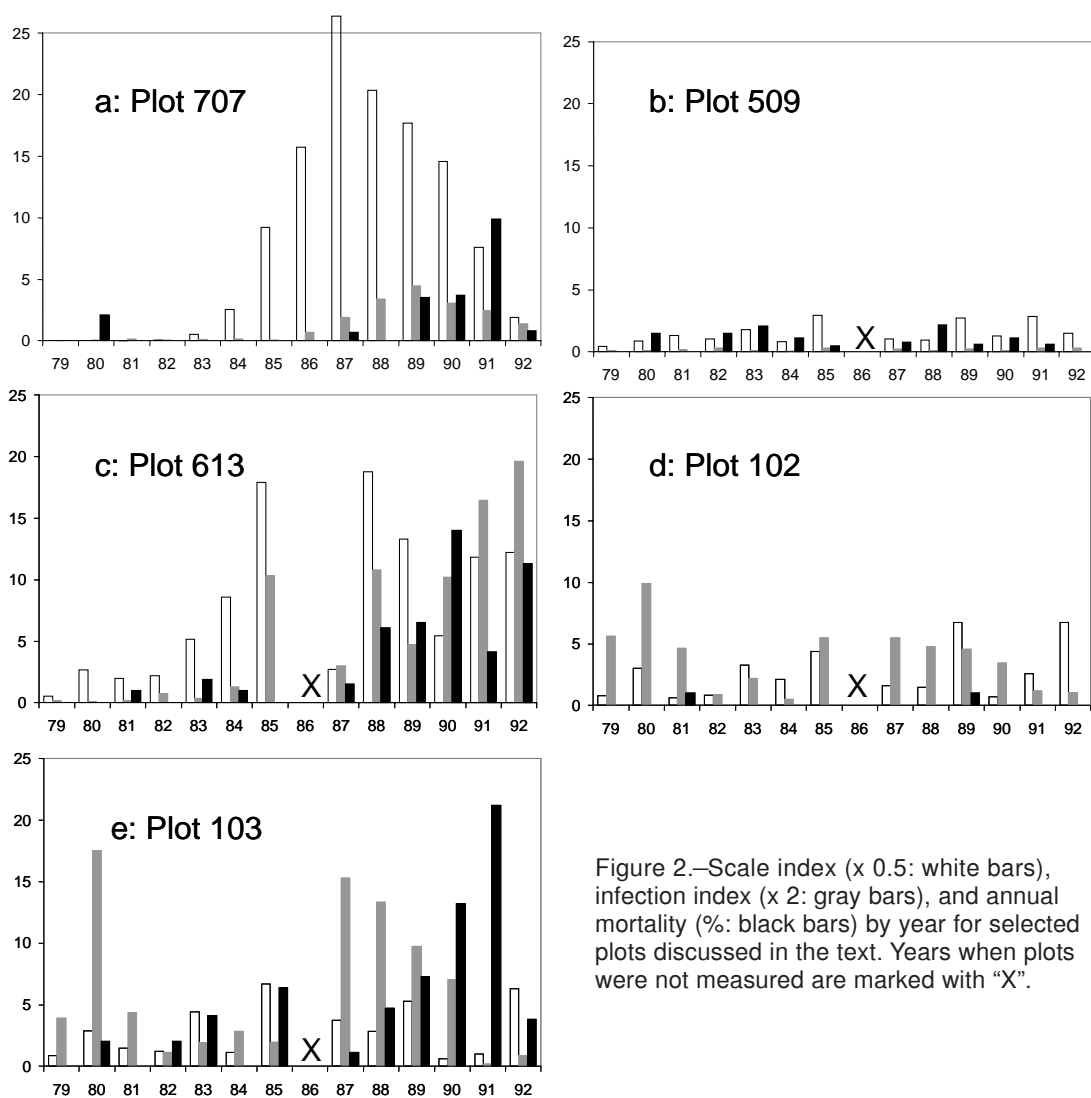 25
20
15
10
5
0
a: Plot 707
79 80 81 82 83 84 85 86 87 88 89 90 91 92
25
20
15
10
5
0
b: Plot 509
X
79 80 81 82 83 84 85 86 87 88 89 90 91 92
25
20
15
10
5
0
c: Plot 613
X
79 80 81 82 83 84 85 86 87 88 89 90 91 92
25
20
15
10
5
0
d: Plot 102
X
79 80 81 82 83 84 85 86 87 88 89 90 91 92
25
20
15
10
5
0
e: Plot 103
X
79 80 81 82 83 84 85 86 87 88 89 90 91 92
Figure 2.—Scale index (x 0.5: white bars),
infection index (x 2: gray bars), and annual
mortality (%: black bars) by year for selected
plots discussed in the text. Years when plots
were not measured are marked with “X”.